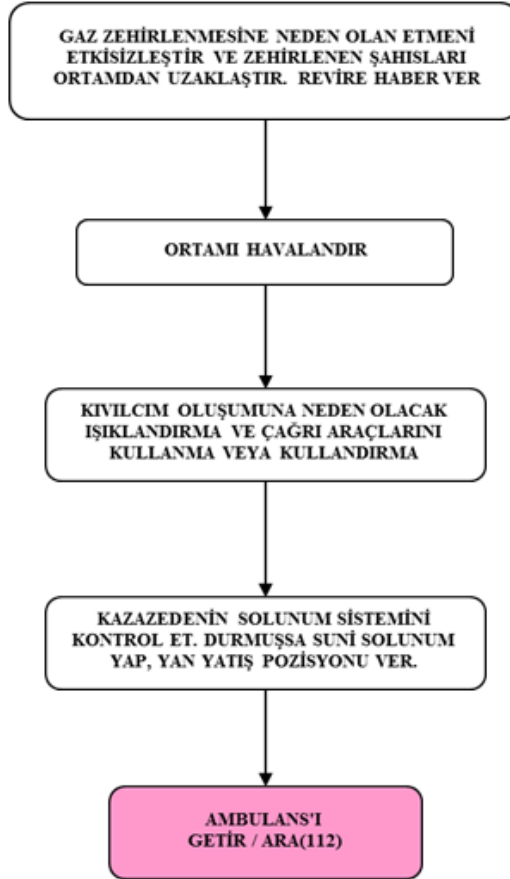 GAZ ZEHİRLENMESİNE NEDEN OLAN ETMENİ
ETKİSİZLEŞTİR VE ZEHİRLENEN ŞAHISLARI
ORTAMDAN UZAKLAŞTIR. REVİRE HABER VER
ORTAMI HAVALANDIR
KIVILCIM OLUŞUMUNA NEDEN OLACAK
IŞIKLANDIRMA VE ÇAĞRI ARAÇLARINI
KULLANMA VEYA KULLANDIRMA
KAZAZEDENİN SOLUNUM SİSTEMİNİ
KONTROL ET. DURMUŞSA SUNİ SOLUNUM
YAP, YAN YATIŞ POZİSYONU VER.
AMBULANS'I
GETİR / ARA(112)